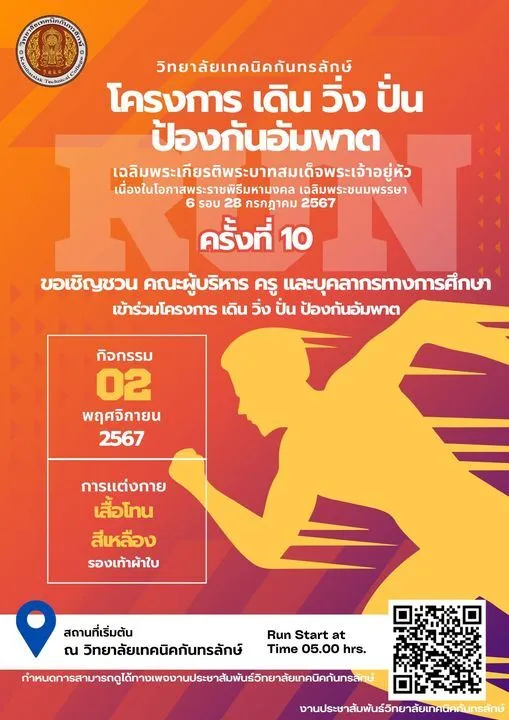 วิทยาลัยเทคนิคกันทรลักษ์
โครงการ เดิน วิ่ง ปั่น
ป้องกันอัมพาต
RUN
เฉลิมพระเกียรติพระบาทสมเด็จพระเจ้าอยู่หัว
เนื่องในโอกาสพระราชพิธีมหามงคล เฉลิมพระชนมพรรษา
6 รอบ 28 กรกฎาคม 2567
ครั้งที่ 10
ขอเชิญชวน คณะผู้บริหาร ครู และบุคลากรทางการศึกษา
เข้าร่วมโครงการ เดิน วิ่ง ปั่น ป้องกันอัมพาต
กิจกรรม
02
พฤศจิกายน
2567
การแต่งกาย
เสื้อโทน
สีเหลือง
รองเท้าผ้าใบ
สถานที่เริ่มต้น
ณ วิทยาลัยเทคนิคกันทรลักษ์
Run Start at
Time 05.00 hrs.
กำหนดการสามารถดูได้ทางเพจงานประชาสัมพันธ์วิทยาลัยเทคนิคกันทรลักษ์
งานประชาสัมพันธ์วิทยาลัยเทคนิคกันทรลักษ์